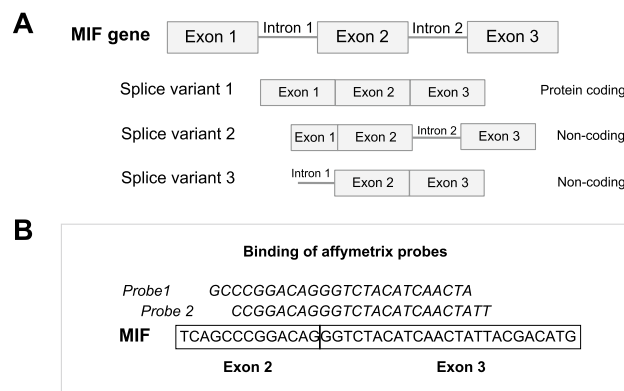 A
MIF gene Exon 1 Intron 1 Exon 2 Intron 2 Exon 3
Splice variant 1 Exon 1 Exon 2 Exon 3 Protein coding
Splice variant 2 Exon 1 Exon 2 Intron 2 Exon 3 Non-coding
Splice variant 3 Intron 1 Exon 2 Exon 3 Non-coding
B
Binding of affymetrix probes
Probe1 GCCCGGACAGGGTCTACATCAACTA
Probe 2 CCGGACAGGGTCTACATCAACTATT
MIF TCAGCCCGGACAGGGTCTACATCAACTATTACGACATG
Exon 2 Exon 3